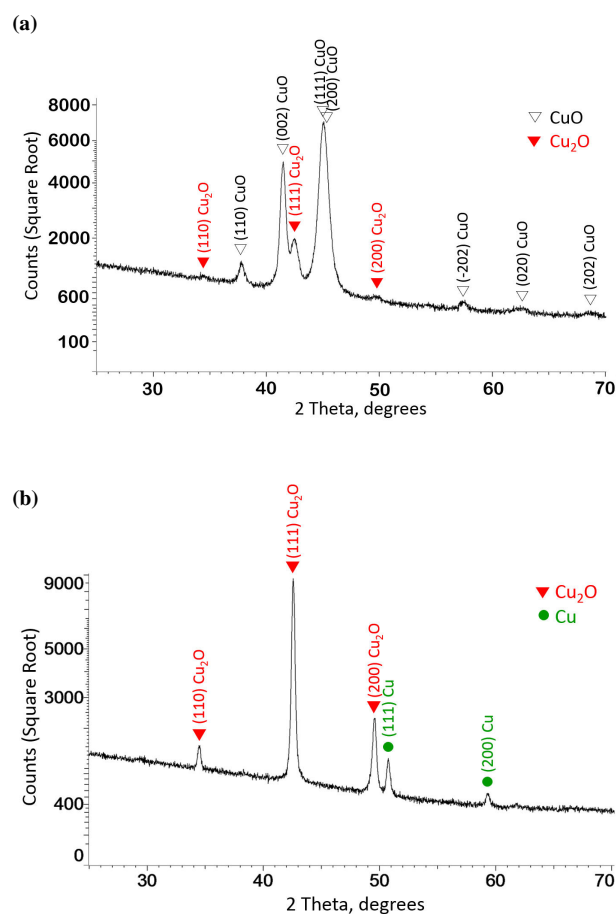 (a)
(110) Cu₂O
(110) CuO
(002) CuO
(111) Cu₂O
(111) CuO
(200) CuO
(200) Cu₂O
(-202) CuO
(020) CuO
(202) CuO
CuO
Cu₂O
Counts (Square Root)
8000
6000
4000
2000
600
100
30 40 50 60 70
2 Theta, degrees
(b)
(110) Cu₂O
(111) Cu₂O
(200) Cu₂O
(111) Cu
(200) Cu
Cu₂O
Cu
Counts (Square Root)
9000
5000
3000
400
0
30 40 50 60 70
2 Theta, degrees